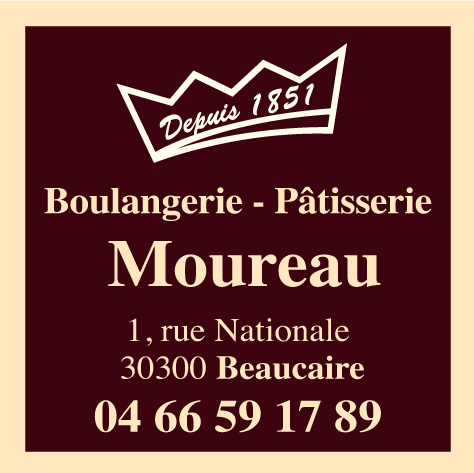 Depuis 1851
Boulangerie - Pâtisserie
Moureau
1, rue Nationale
30300 Beaucaire
04 66 59 17 89